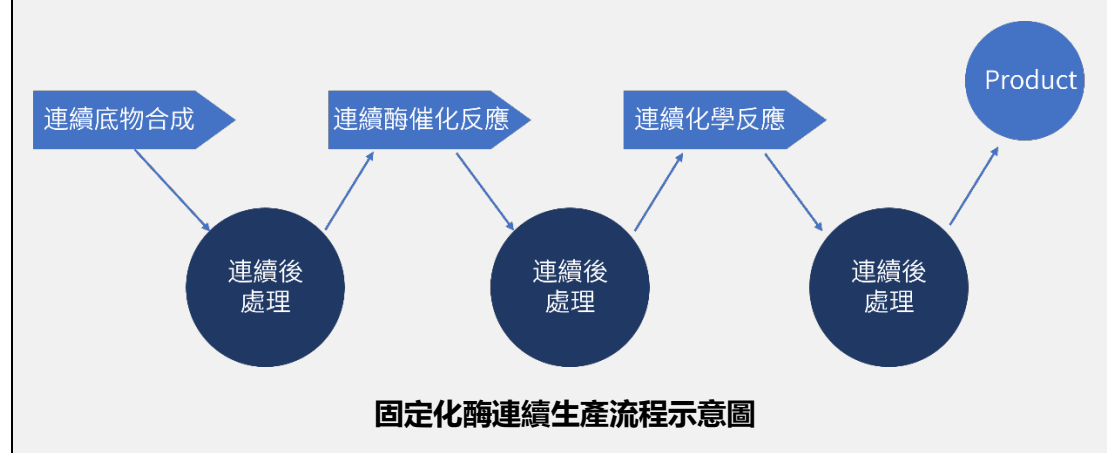 Product
連續底物合成
連續酶催化反應
連續化學反應
連續後
處理
連續後
處理
連續後
處理
固定化酶連續生產流程示意圖